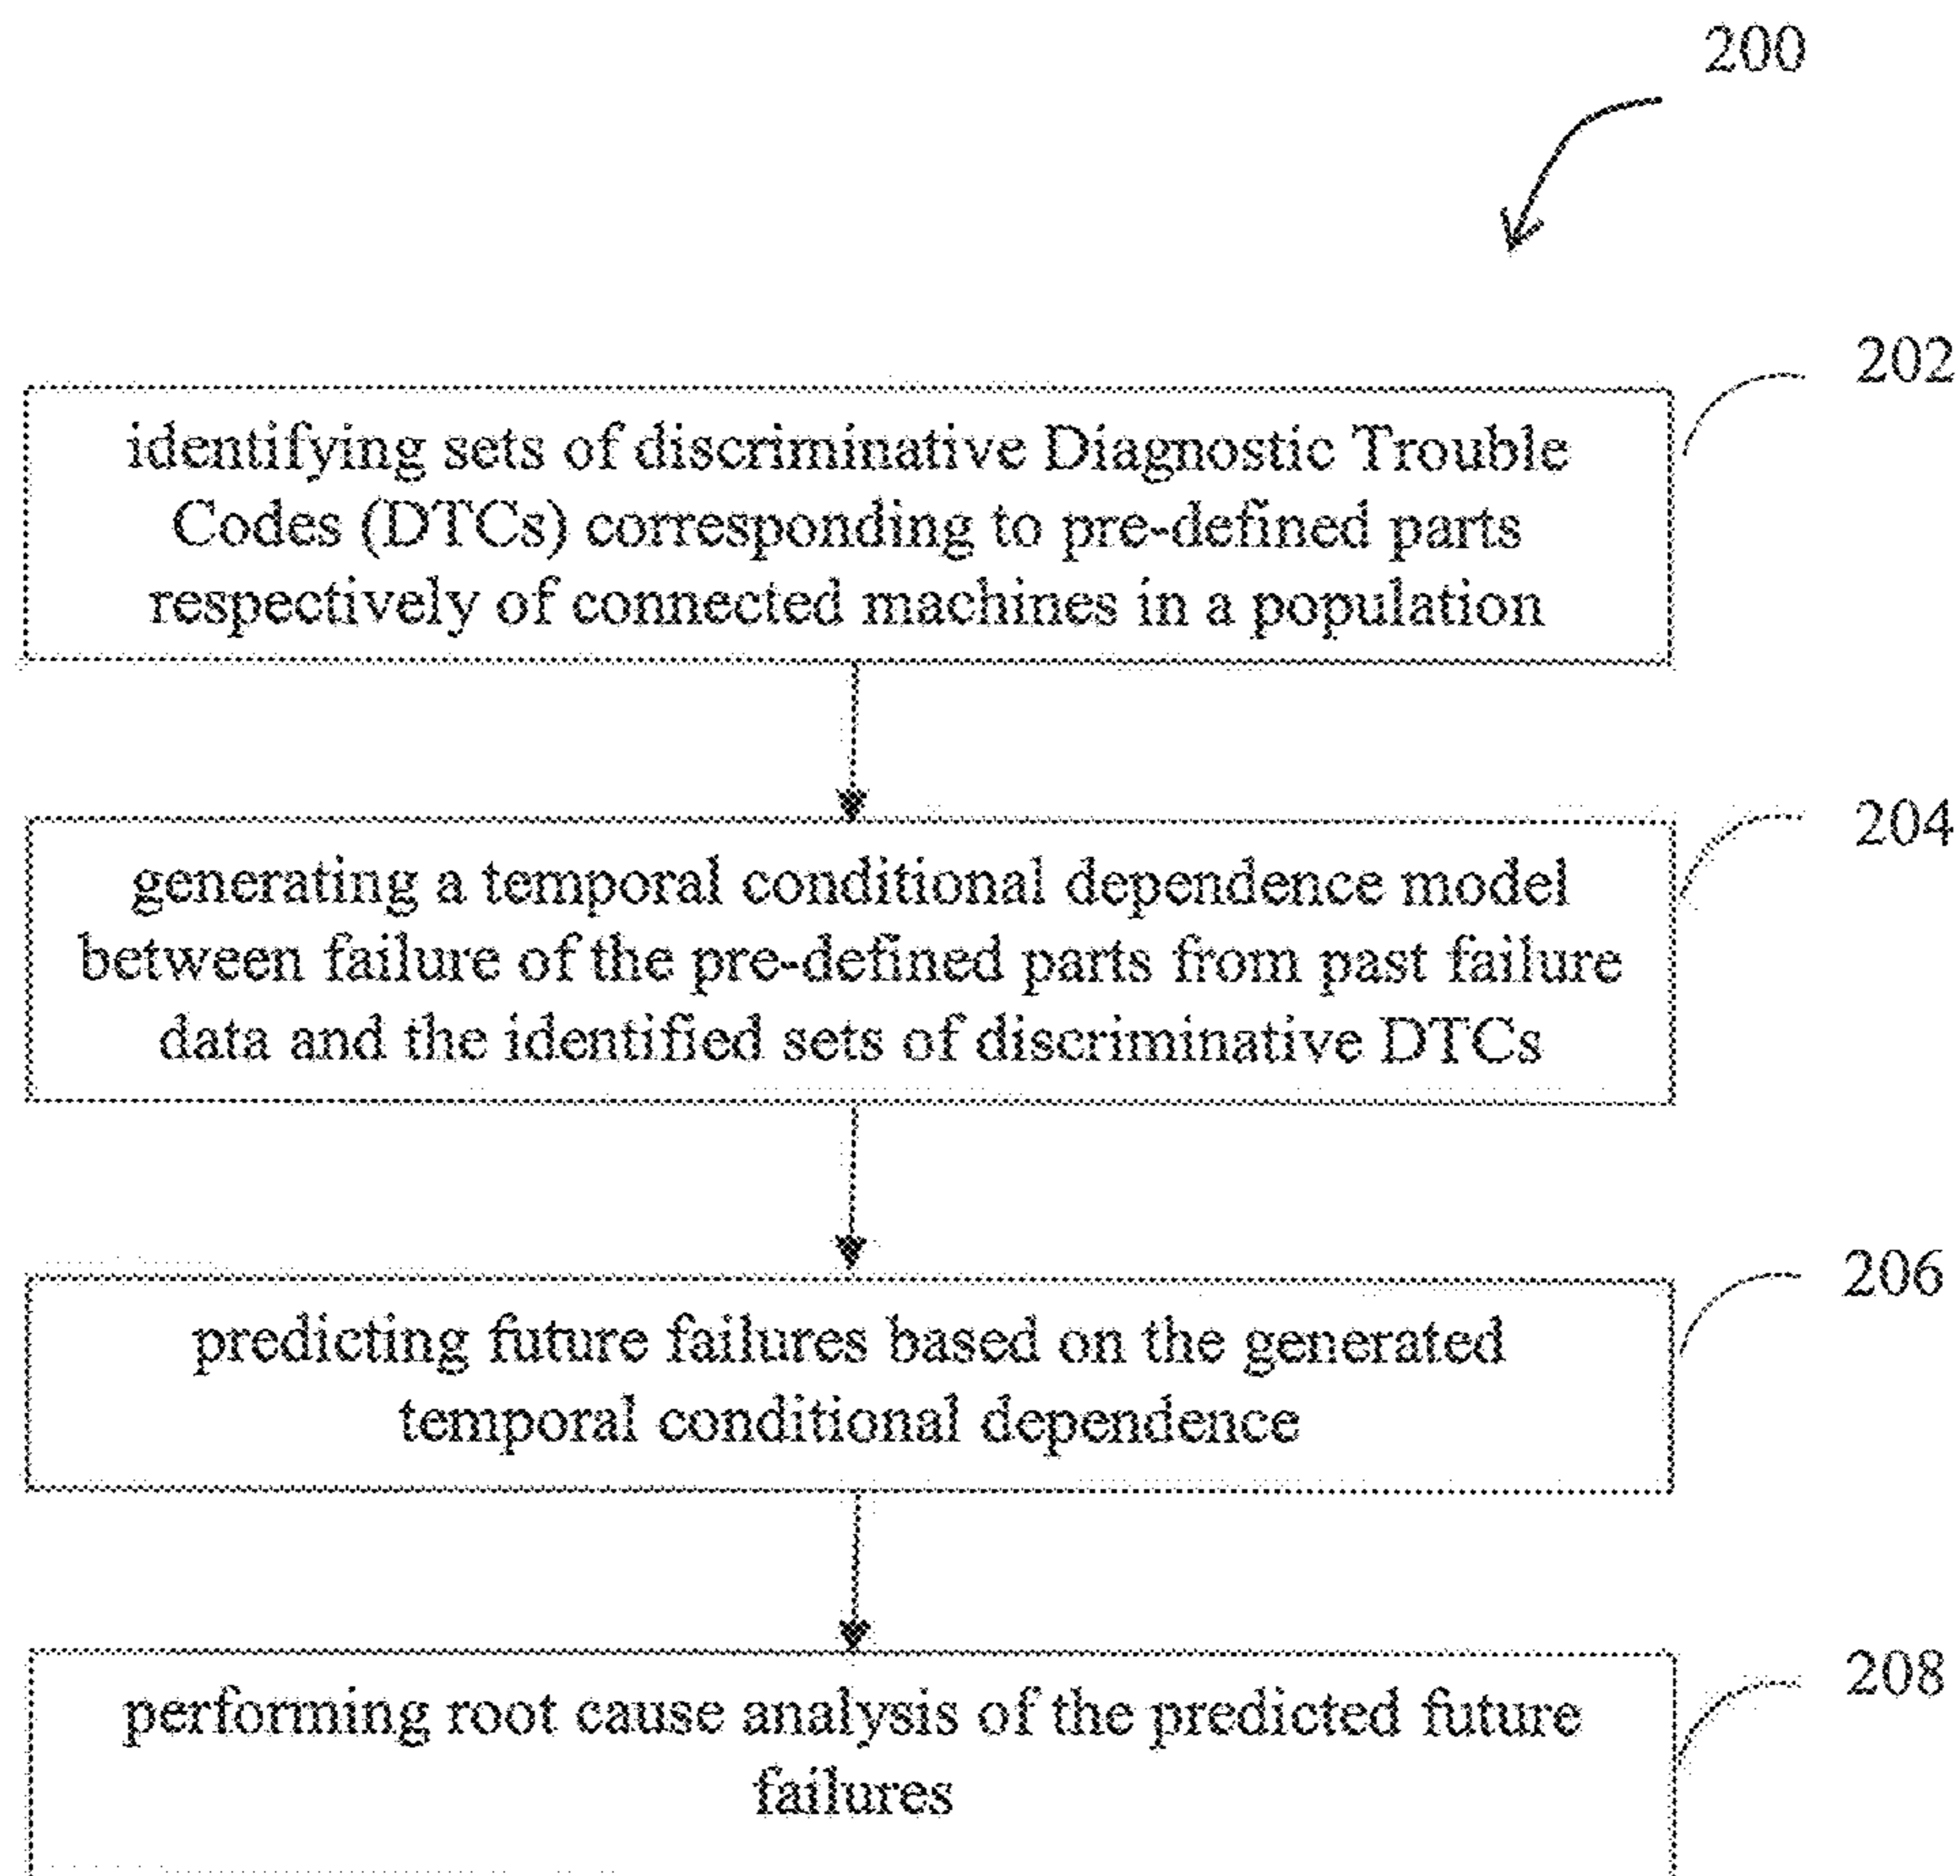 200
202
identifying sets of discriminative Diagnostic Trouble
Codes (DTCs) corresponding to pre-defined parts
respectively of connected machines in a population
204
generating a temporal conditional dependence model
between failure of the pre-defined parts from past failure
data and the identified sets of discriminative DTCs
206
predicting future failures based on the generated
temporal conditional dependence
208
performing root cause analysis of the predicted future
failures